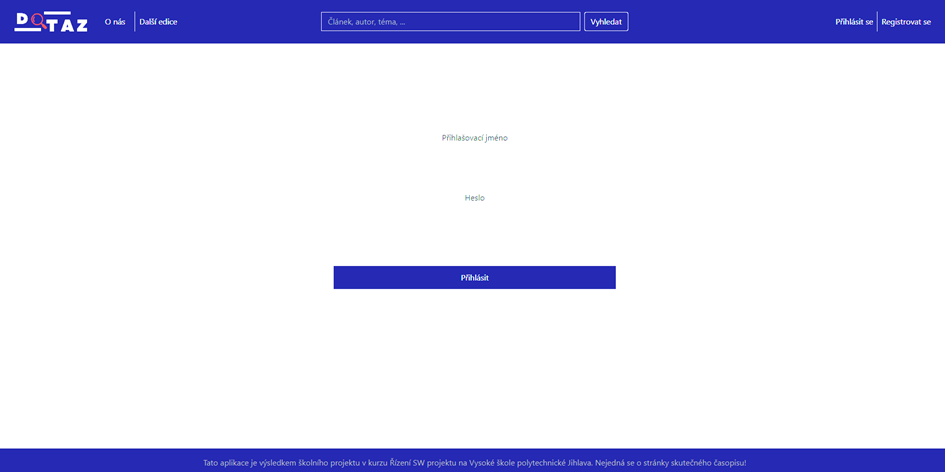 DOTAZ
O nás
Další edice
Článek, autor, téma, ...
Vyhledat
Přihlásit se
Registrovat se
Přihlašovací jméno
Heslo
Přihlásit
Tato aplikace je výsledkem školního projektu v kurzu Řízení SW projektu na Vysoké škole polytechnické Jihlava. Nejedná se o stránky skutečného časopisu!